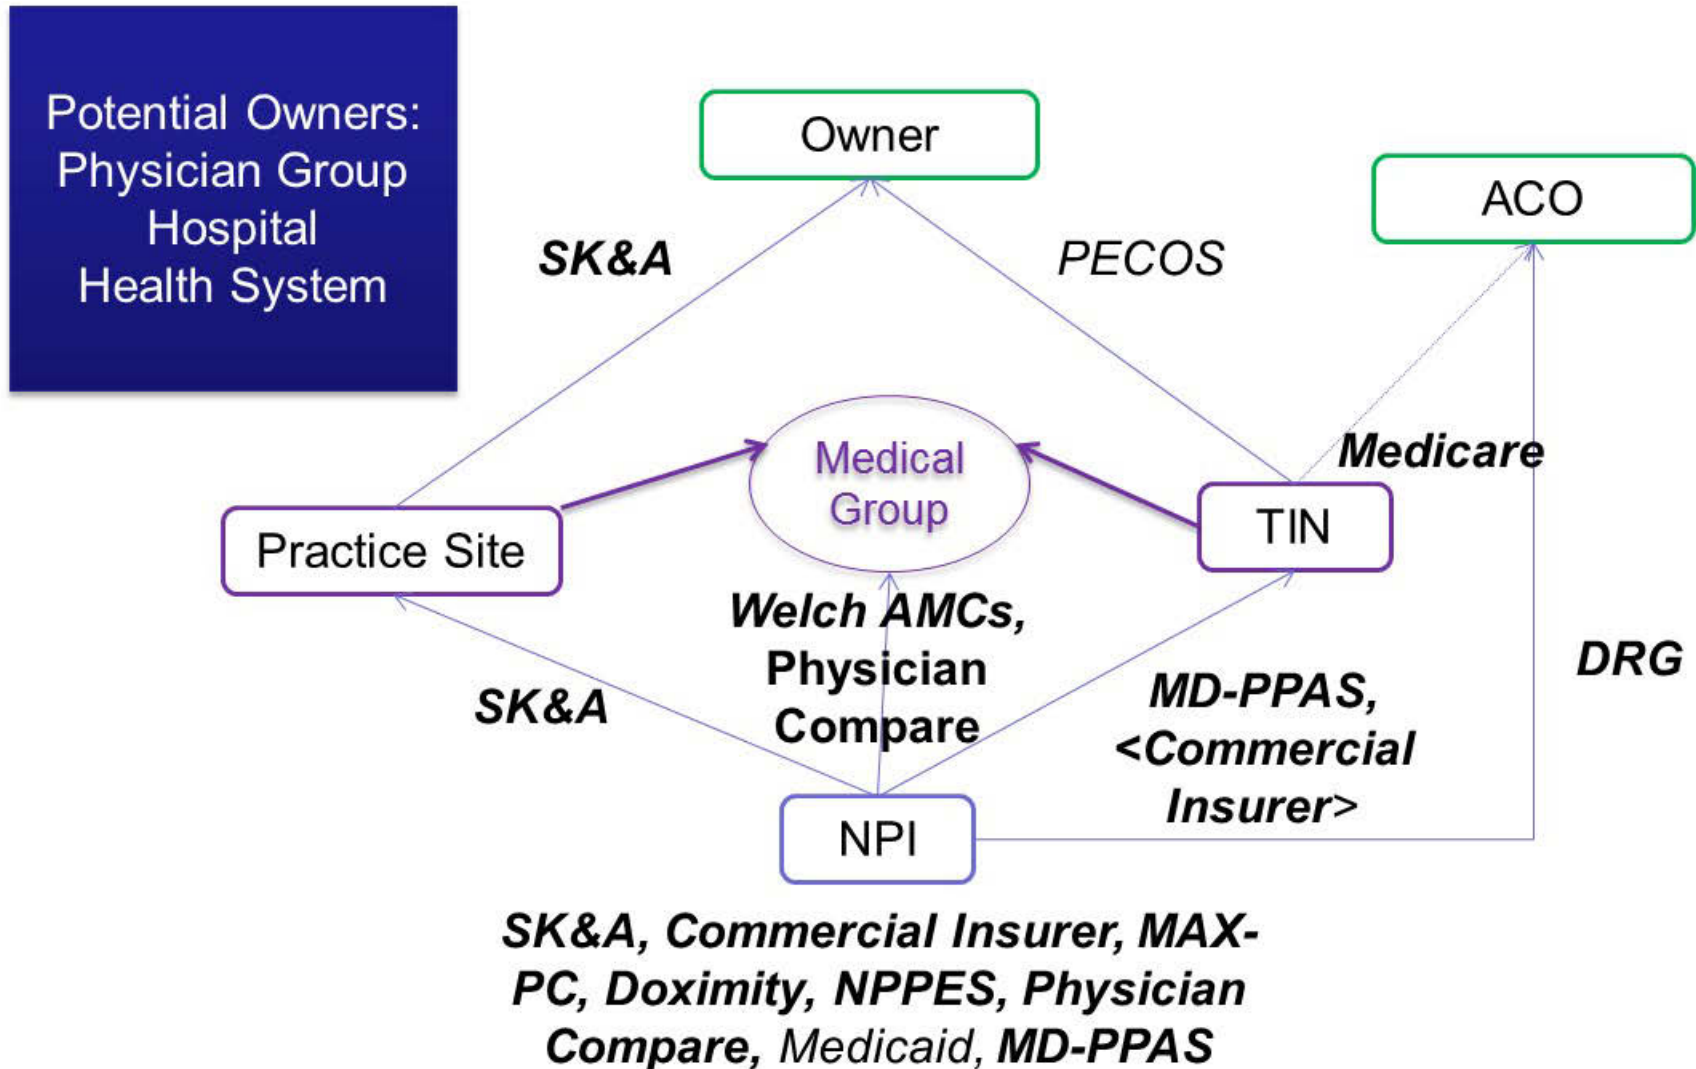 Potential Owners:
Physician Group
Hospital
Health System
Owner
ACO
SK&A
PECOS
Medical
Group
Medicare
Practice Site
TIN
Welch AMCs,
Physician
Compare
SK&A
MD-PPAS,
<Commercial
Insurer>
DRG
NPI
SK&A, Commercial Insurer, MAX-
PC, Doximity, NPPES, Physician
Compare, Medicaid, MD-PPAS